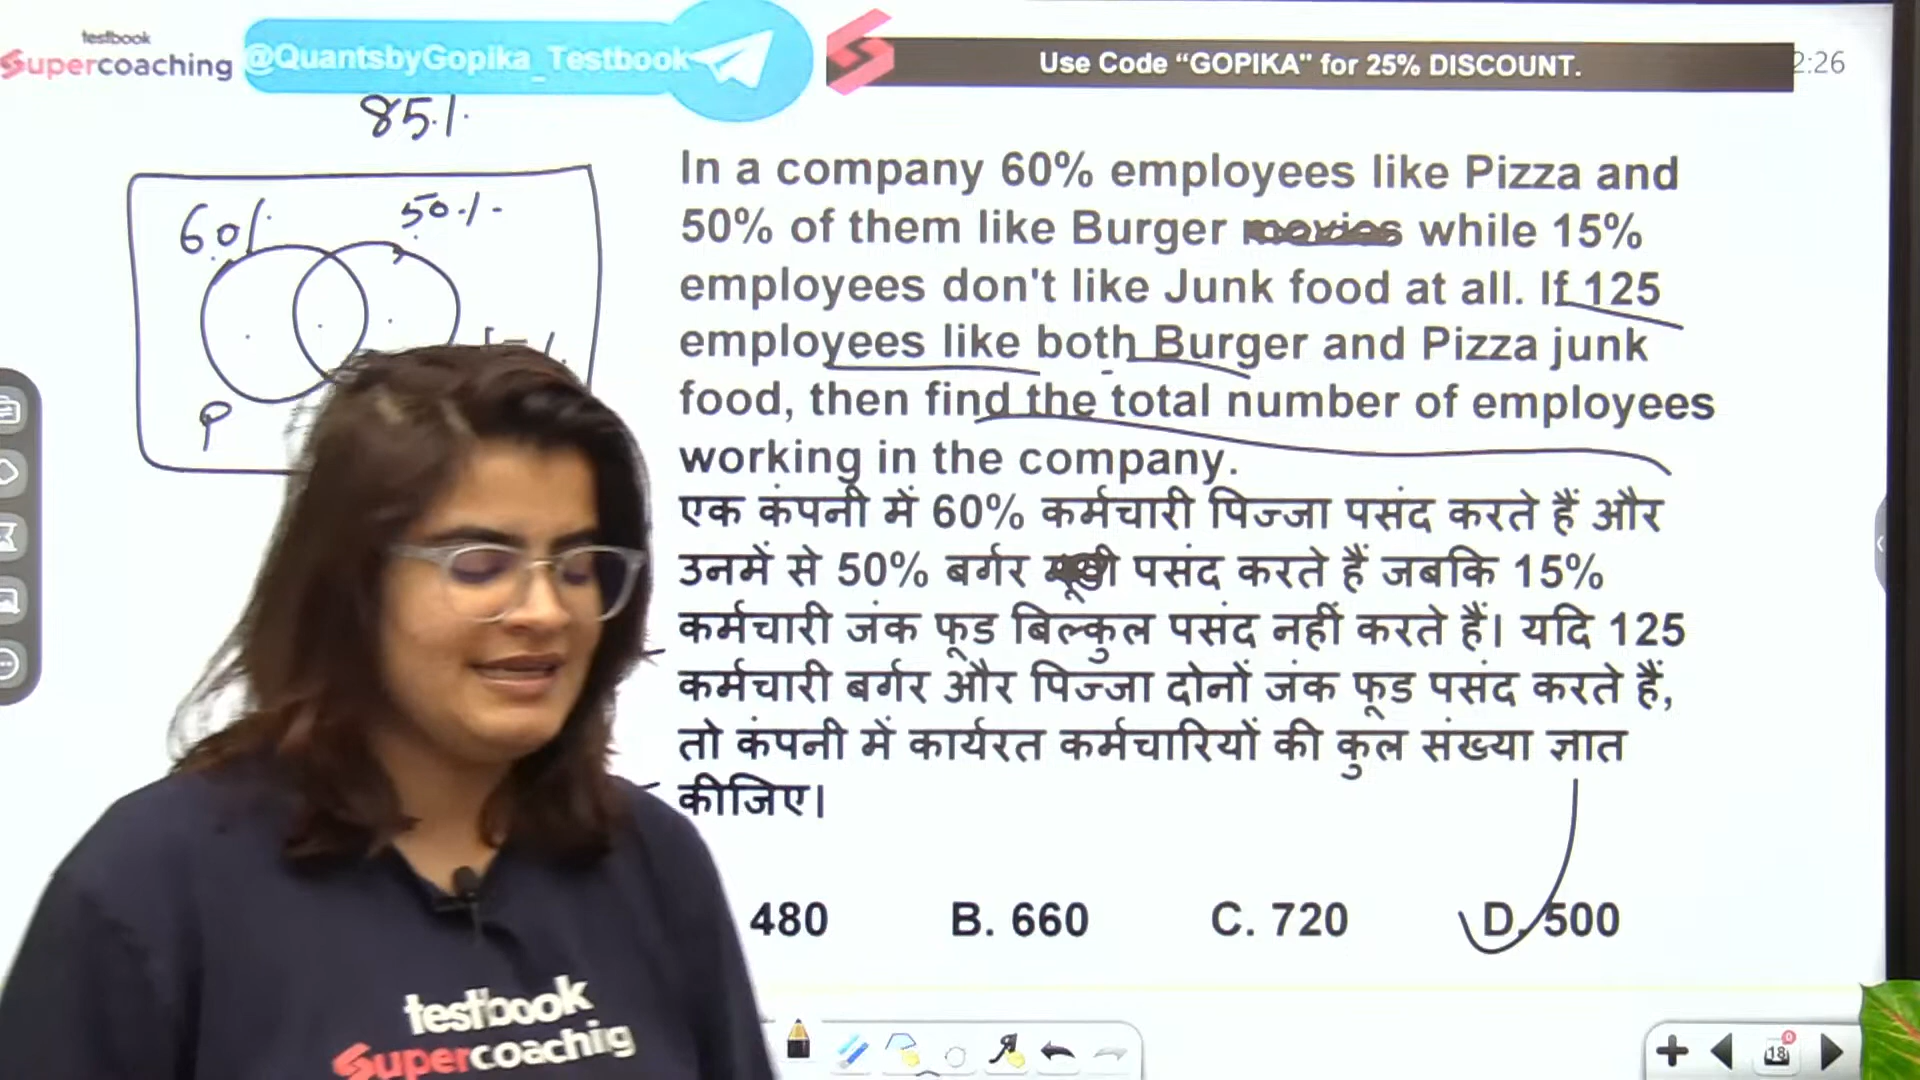 testbook
Supercoaching
@QuantsbyGopika_Testbook
Use Code “GOPIKA” for 25% DISCOUNT.
2:26
85%
60%
50%
P
In a company 60% employees like Pizza and
50% of them like Burger movies while 15%
employees don't like Junk food at all. If 125
employees like both Burger and Pizza junk
food, then find the total number of employees
working in the company.
एक कंपनी में 60% कर्मचारी पिज्जा पसंद करते हैं और
उनमें से 50% बर्गर पसंद करते हैं जबकि 15%
कर्मचारी जंक फूड बिल्कुल पसंद नहीं करते हैं। यदि 125
कर्मचारी बर्गर और पिज्जा दोनों जंक फूड पसंद करते हैं,
तो कंपनी में कार्यरत कर्मचारियों की कुल संख्या ज्ञात
कीजिए।
480 B. 660 C. 720 D. 500
testbook
Supercoachig
18
0